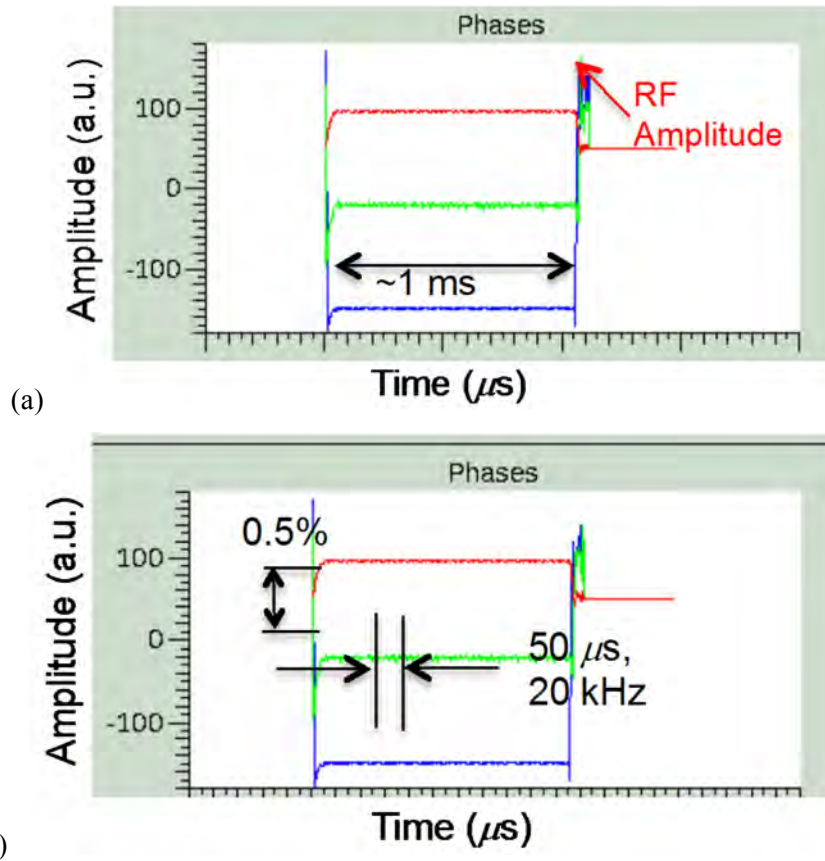 Phases
Amplitude (a.u.)
100
0
-100
RF
Amplitude
~1 ms
Time (μs)
(a)
Phases
Amplitude (a.u.)
0.5%
100
0
-100
50 μs,
20 kHz
Time (μs)
)